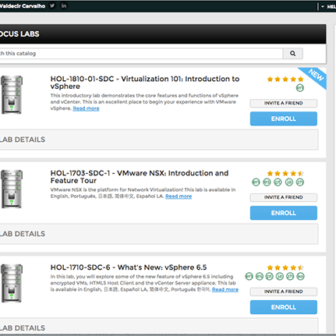 Valdecir Carvalho
OCUS LABS
h this catalog
NEW
HOL-1810-01-SDC - Virtualization 101: Introduction to
vSphere
This introductory lab demonstrates the core features and functions of vSphere
and vCenter. This is an excellent place to begin your experience with VMware
vSphere. Read more
INVITE A FRIEND
ENROLL
LAB DETAILS
HOL-1703-SDC-1 - VMware NSX: Introduction and
Feature Tour
VMware NSX is the platform for Network Virtualization! This lab is available in
English, Português, 日本語, 简体中文, Español LA. Read more
INVITE A FRIEND
ENROLL
LAB DETAILS
HOL-1710-SDC-6 - What's New: vSphere 6.5
In this lab, you will explore some of the new feature of vSphere 6.5 including
encrypted VMs, HTML5 Host Client and the vCenter Server appliance. This lab
is available in English, 日本語, Español LA, 简体中文, Português 한국어. Read
more
INVITE A FRIEND
ENROLL
LAB DETAILS